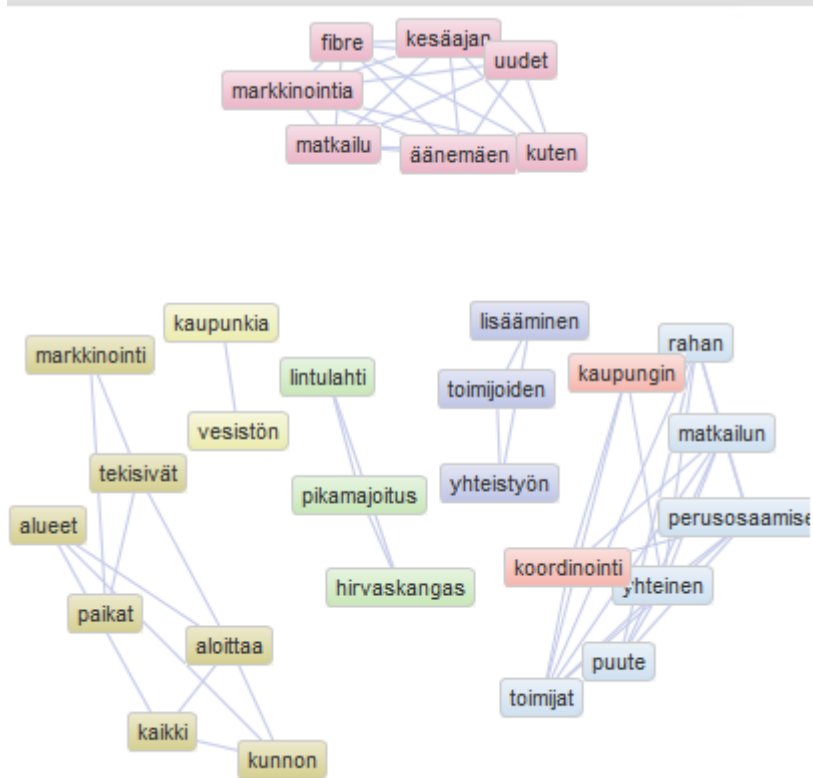 fibre
kesäajan
uudet
markkinointia
matkailu
äänemäen
kuten
kaupunkia
markkinointi
vesistön
tekisivät
alueet
paikat
aloittaa
kaikki
kunnon
lintulahti
pikamajoitus
hirvaskangas
lisääminen
toimijoiden
yhteistyön
rahan
kaupungin
matkailun
perusosaamise
koordinointi
yhteinen
puute
toimijat